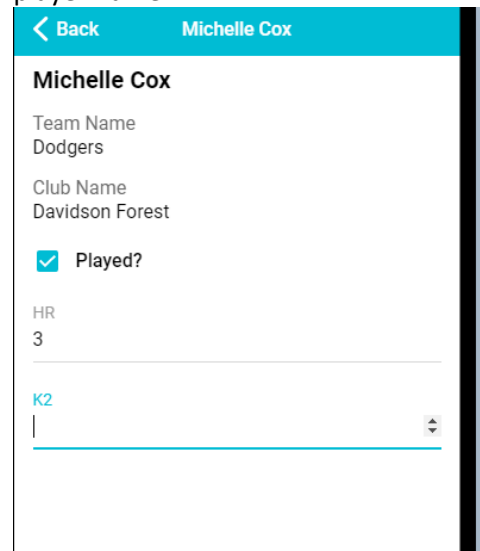 Back Michelle Cox
Michelle Cox
Team Name
Dodgers
Club Name
Davidson Forest
Played?
HR
3
K2